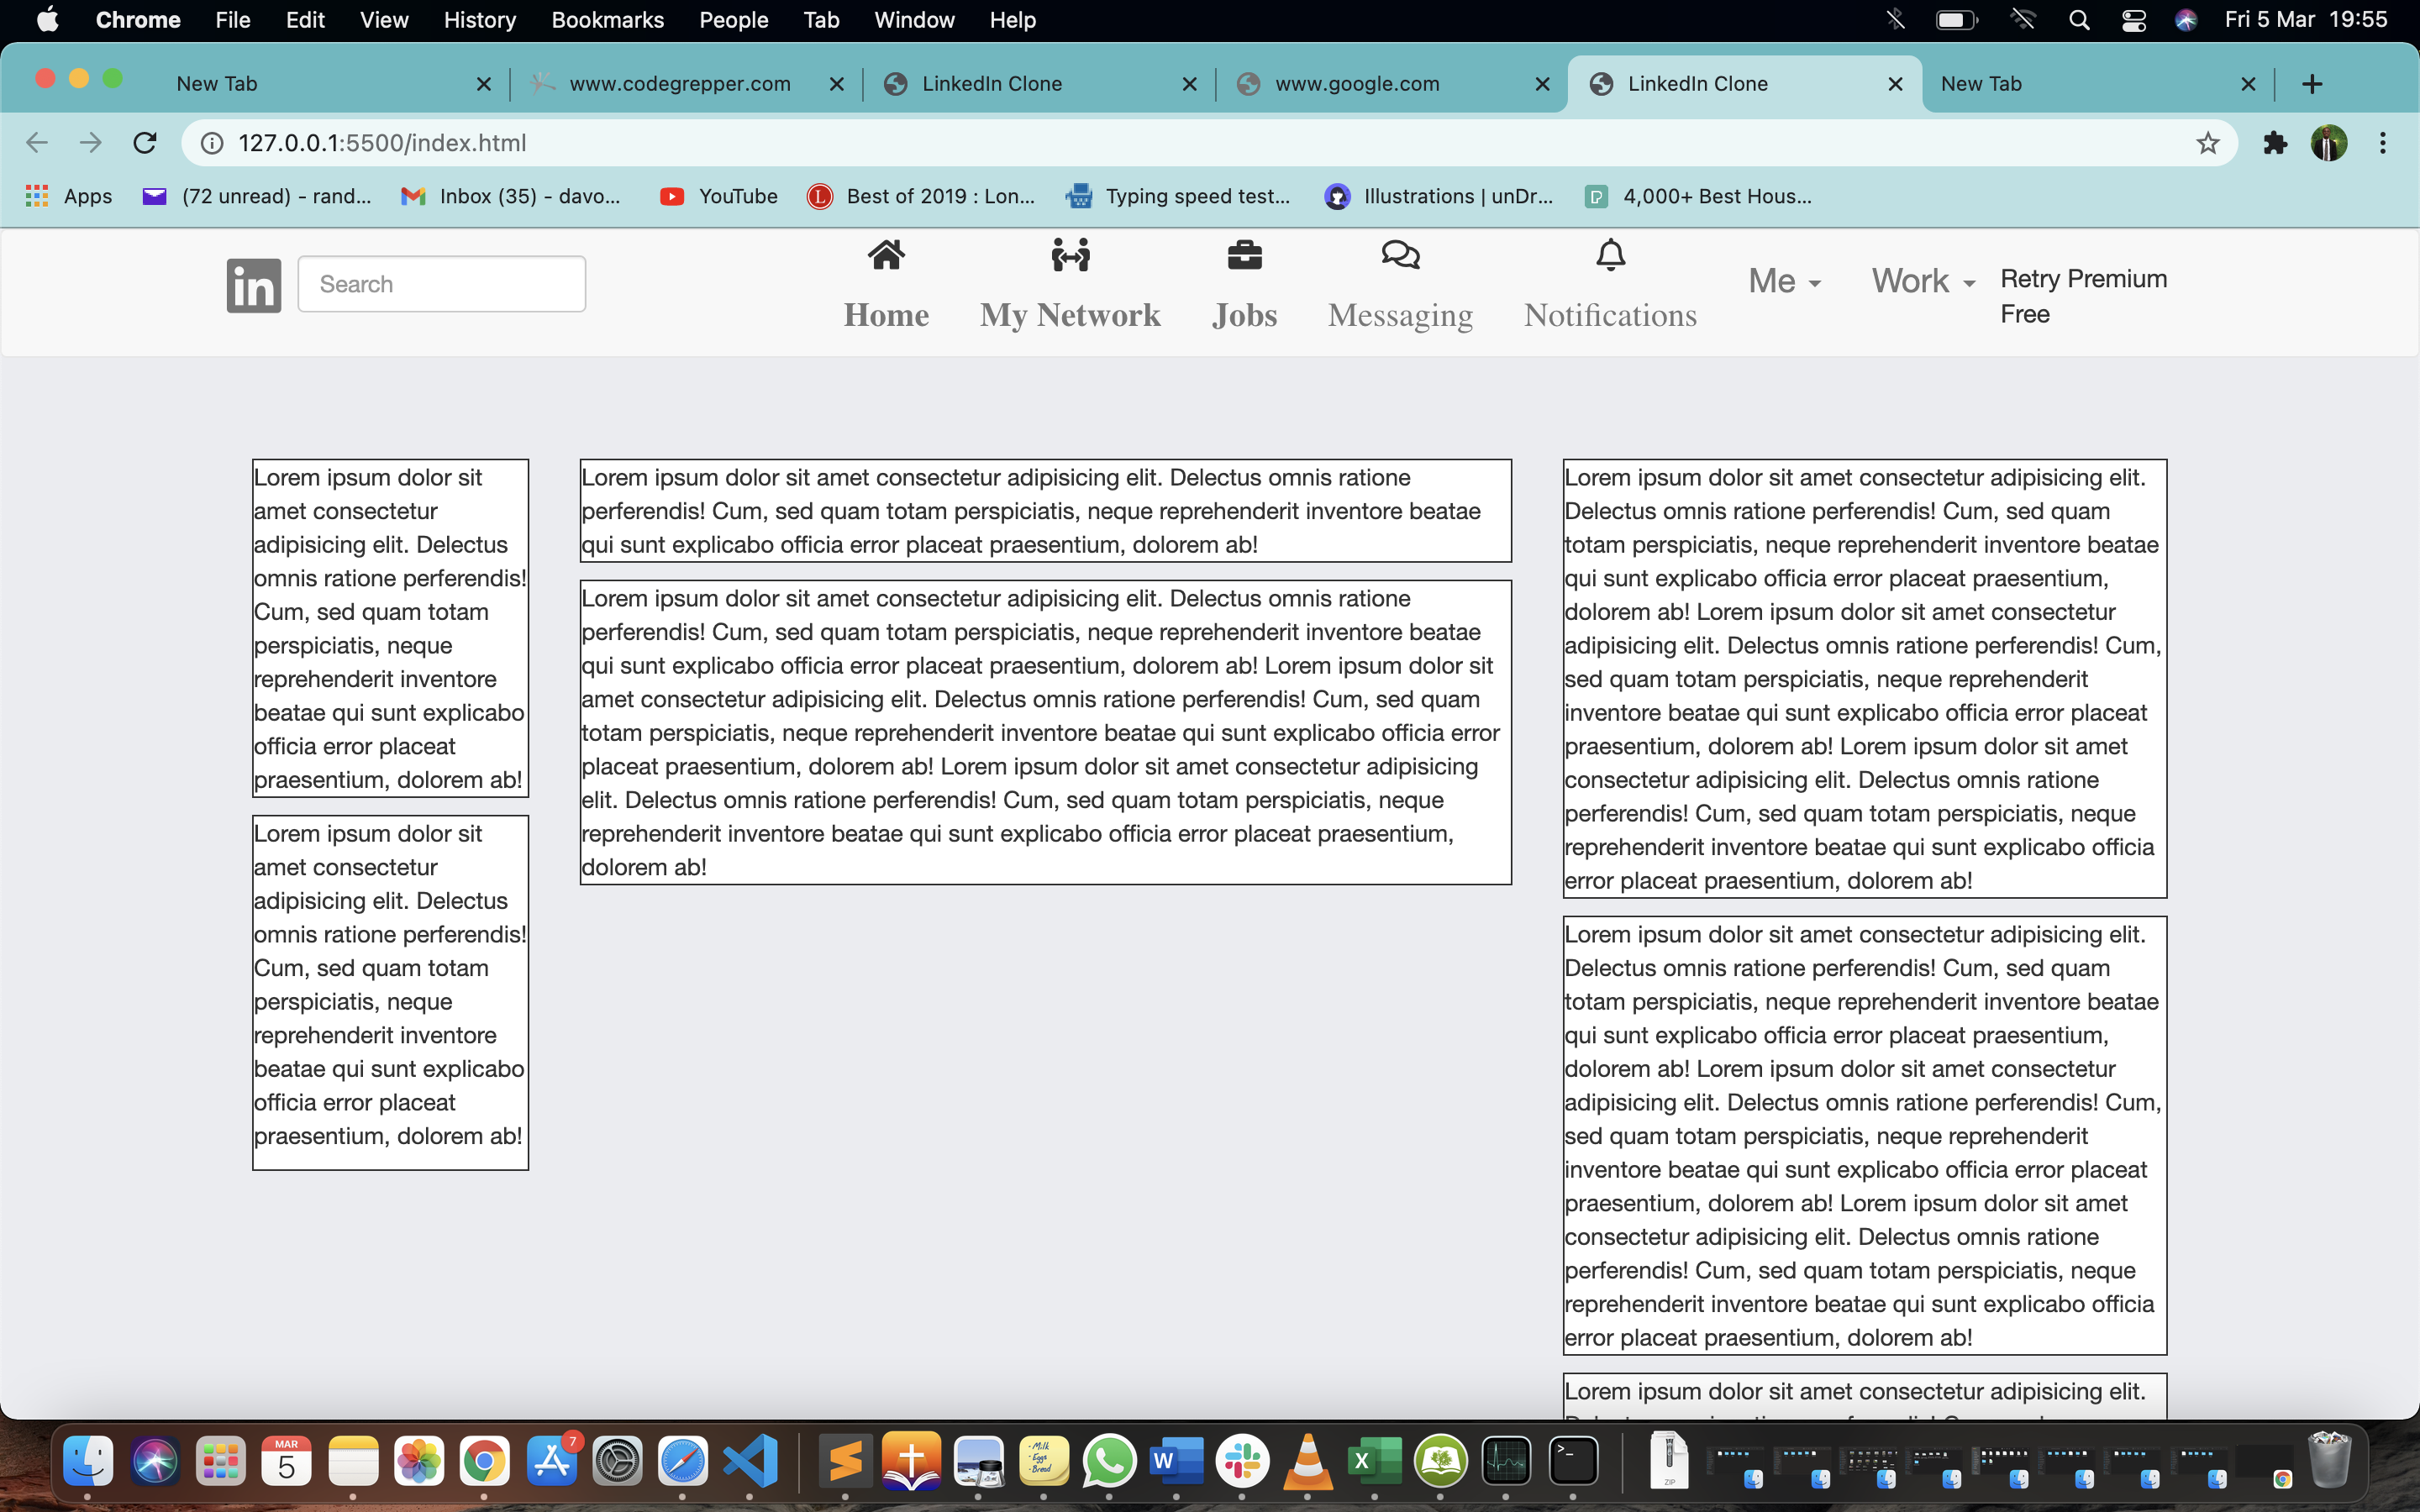 Chrome File Edit View History Bookmarks People Tab Window Help Fri 5 Mar 19:55
New Tab www.codegrepper.com LinkedIn Clone www.google.com LinkedIn Clone New Tab
127.0.0.1:5500/index.html
Apps (72 unread) - rand... Inbox (35) - davo... YouTube L Best of 2019 : Lon... Typing speed test... Illustrations | unDr... P 4,000+ Best Hous...
in Search
Home My Network Jobs Messaging Notifications
Me Work
Retry Premium
Free
Lorem ipsum dolor sit
amet consectetur
adipisicing elit. Delectus
omnis ratione perferendis!
Cum, sed quam totam
perspiciatis, neque
reprehenderit inventore
beatae qui sunt explicabo
officia error placeat
praesentium, dolorem ab!
Lorem ipsum dolor sit
amet consectetur
adipisicing elit. Delectus
omnis ratione perferendis!
Cum, sed quam totam
perspiciatis, neque
reprehenderit inventore
beatae qui sunt explicabo
officia error placeat
praesentium, dolorem ab!
Lorem ipsum dolor sit amet consectetur adipisicing elit. Delectus omnis ratione
perferendis! Cum, sed quam totam perspiciatis, neque reprehenderit inventore beatae
qui sunt explicabo officia error placeat praesentium, dolorem ab!
Lorem ipsum dolor sit amet consectetur adipisicing elit. Delectus omnis ratione
perferendis! Cum, sed quam totam perspiciatis, neque reprehenderit inventore beatae
qui sunt explicabo officia error placeat praesentium, dolorem ab! Lorem ipsum dolor sit
amet consectetur adipisicing elit. Delectus omnis ratione perferendis! Cum, sed quam
totam perspiciatis, neque reprehenderit inventore beatae qui sunt explicabo officia error
placeat praesentium, dolorem ab! Lorem ipsum dolor sit amet consectetur adipisicing
elit. Delectus omnis ratione perferendis! Cum, sed quam totam perspiciatis, neque
reprehenderit inventore beatae qui sunt explicabo officia error placeat praesentium,
dolorem ab!
Lorem ipsum dolor sit amet consectetur adipisicing elit.
Delectus omnis ratione perferendis! Cum, sed quam
totam perspiciatis, neque reprehenderit inventore beatae
qui sunt explicabo officia error placeat praesentium,
dolorem ab! Lorem ipsum dolor sit amet consectetur
adipisicing elit. Delectus omnis ratione perferendis! Cum,
sed quam totam perspiciatis, neque reprehenderit
inventore beatae qui sunt explicabo officia error placeat
praesentium, dolorem ab! Lorem ipsum dolor sit amet
consectetur adipisicing elit. Delectus omnis ratione
perferendis! Cum, sed quam totam perspiciatis, neque
reprehenderit inventore beatae qui sunt explicabo officia
error placeat praesentium, dolorem ab!
Lorem ipsum dolor sit amet consectetur adipisicing elit.
Delectus omnis ratione perferendis! Cum, sed quam
totam perspiciatis, neque reprehenderit inventore beatae
qui sunt explicabo officia error placeat praesentium,
dolorem ab! Lorem ipsum dolor sit amet consectetur
adipisicing elit. Delectus omnis ratione perferendis! Cum,
sed quam totam perspiciatis, neque reprehenderit
inventore beatae qui sunt explicabo officia error placeat
praesentium, dolorem ab! Lorem ipsum dolor sit amet
consectetur adipisicing elit. Delectus omnis ratione
perferendis! Cum, sed quam totam perspiciatis, neque
reprehenderit inventore beatae qui sunt explicabo officia
error placeat praesentium, dolorem ab!
Lorem ipsum dolor sit amet consectetur adipisicing elit.
MAR
5
7
- Milk
- Eggs
- Bread
W
X
>_
ZIP